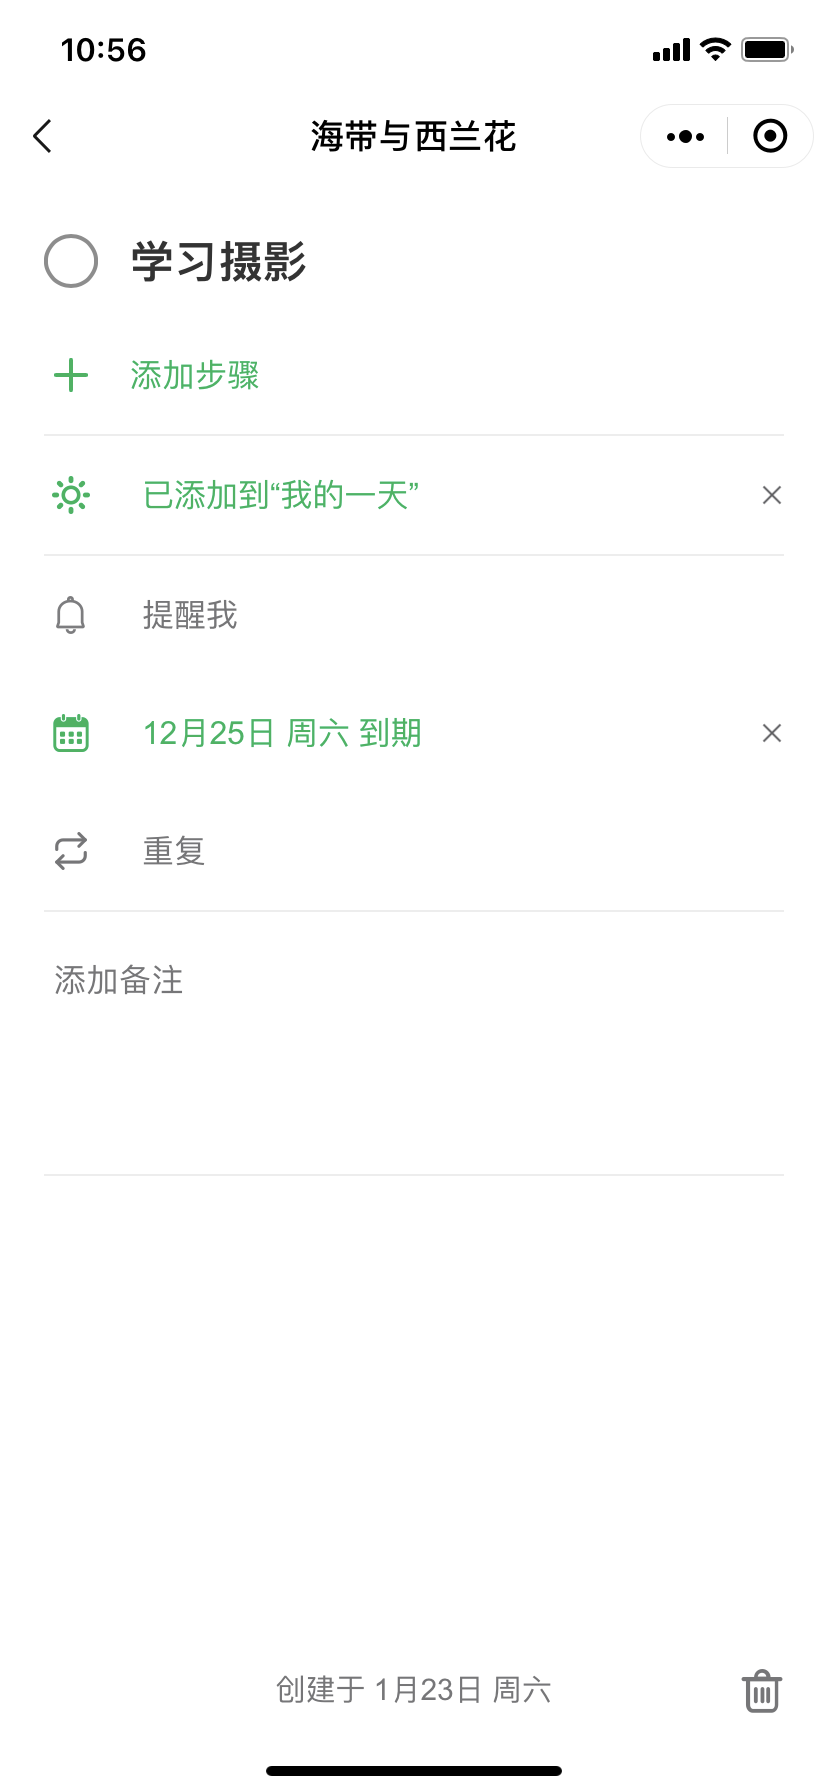 10:56
海带与西兰花
学习摄影
添加步骤
已添加到“我的一天”
提醒我
12月25日 周六 到期
重复
添加备注
创建于 1月23日 周六